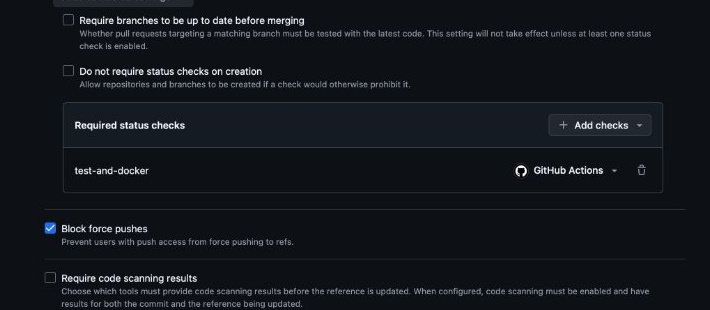 Require branches to be up to date before merging
Whether pull requests targeting a matching branch must be tested with the latest code. This setting will not take effect unless at least one status
check is enabled.
Do not require status checks on creation
Allow repositories and branches to be created if a check would otherwise prohibit it.
Required status checks
+ Add checks
test-and-docker
GitHub Actions
Block force pushes
Prevent users with push access from force pushing to refs.
Require code scanning results
Choose which tools must provide code scanning results before the reference is updated. When configured, code scanning must be enabled and have
results for both the commit and the reference being updated.